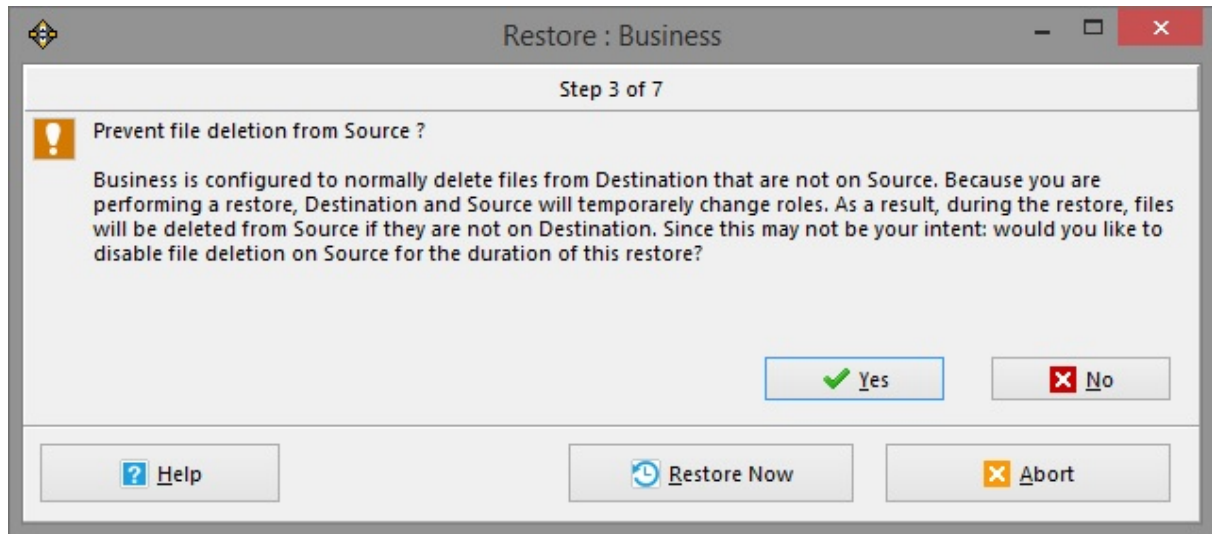 Restore : Business
Step 3 of 7
Prevent file deletion from Source ?
Business is configured to normally delete files from Destination that are not on Source. Because you are
performing a restore, Destination and Source will temporarely change roles. As a result, during the restore, files
will be deleted from Source if they are not on Destination. Since this may not be your intent: would you like to
disable file deletion on Source for the duration of this restore?
Yes
No
Help
Restore Now
Abort